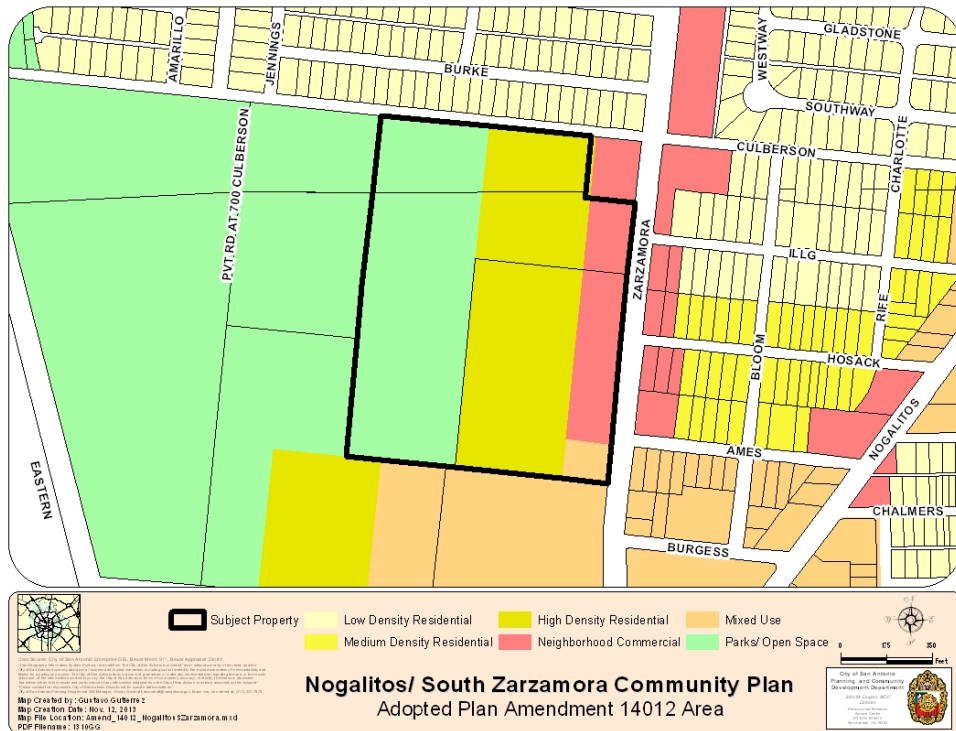 GLADSTONE
WESTWAY
AMARILLO
JENNINGS
BURKE
SOUTHWAY
CULBERSON
CHARLOTTE
PVT RD AT 700 CULBERSON
ZARZAMORA
ILLG
RIFE
BLOOM
HOSACK
NOGALITOS
AMES
EASTERN
CHALMERS
BURGESS
Subject Property
Low Density Residential
High Density Residential
Mixed Use
Medium Density Residential
Neighborhood Commercial
Parks/ Open Space
N
W
E
S
0
175
350
Feet
Nogalitos/ South Zarzamora Community Plan
Adopted Plan Amendment 14012 Area
Map Created by: Gustavo Gutierrez
Map Creation Date: Nov. 12, 2013
Map File Location: Amend_14012_NogalitosSZarzamora.mxd
PDF Filename: 1310GG
City of San Antonio
Planning and Community
Development Department